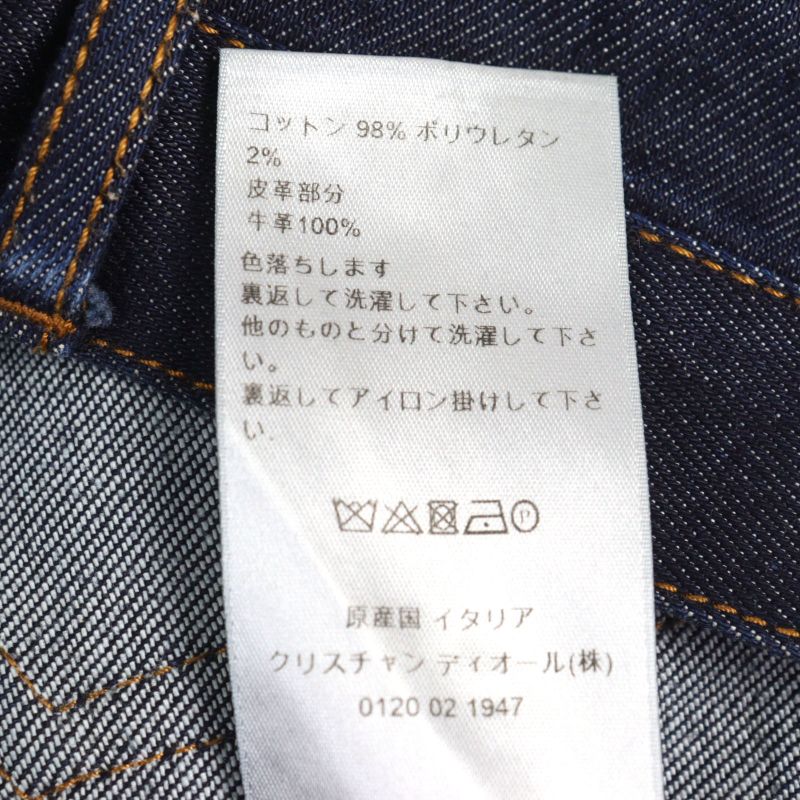 コットン 98% ポリウレタン
2%
皮革部分
牛革100%
色落ちします
裏返して洗濯して下さい。
他のものと分けて洗濯して下さ
い。
裏返してアイロン掛けして下さ
い.
P
原産国 イタリア
クリスチャン ディオール(株)
0120 02 1947